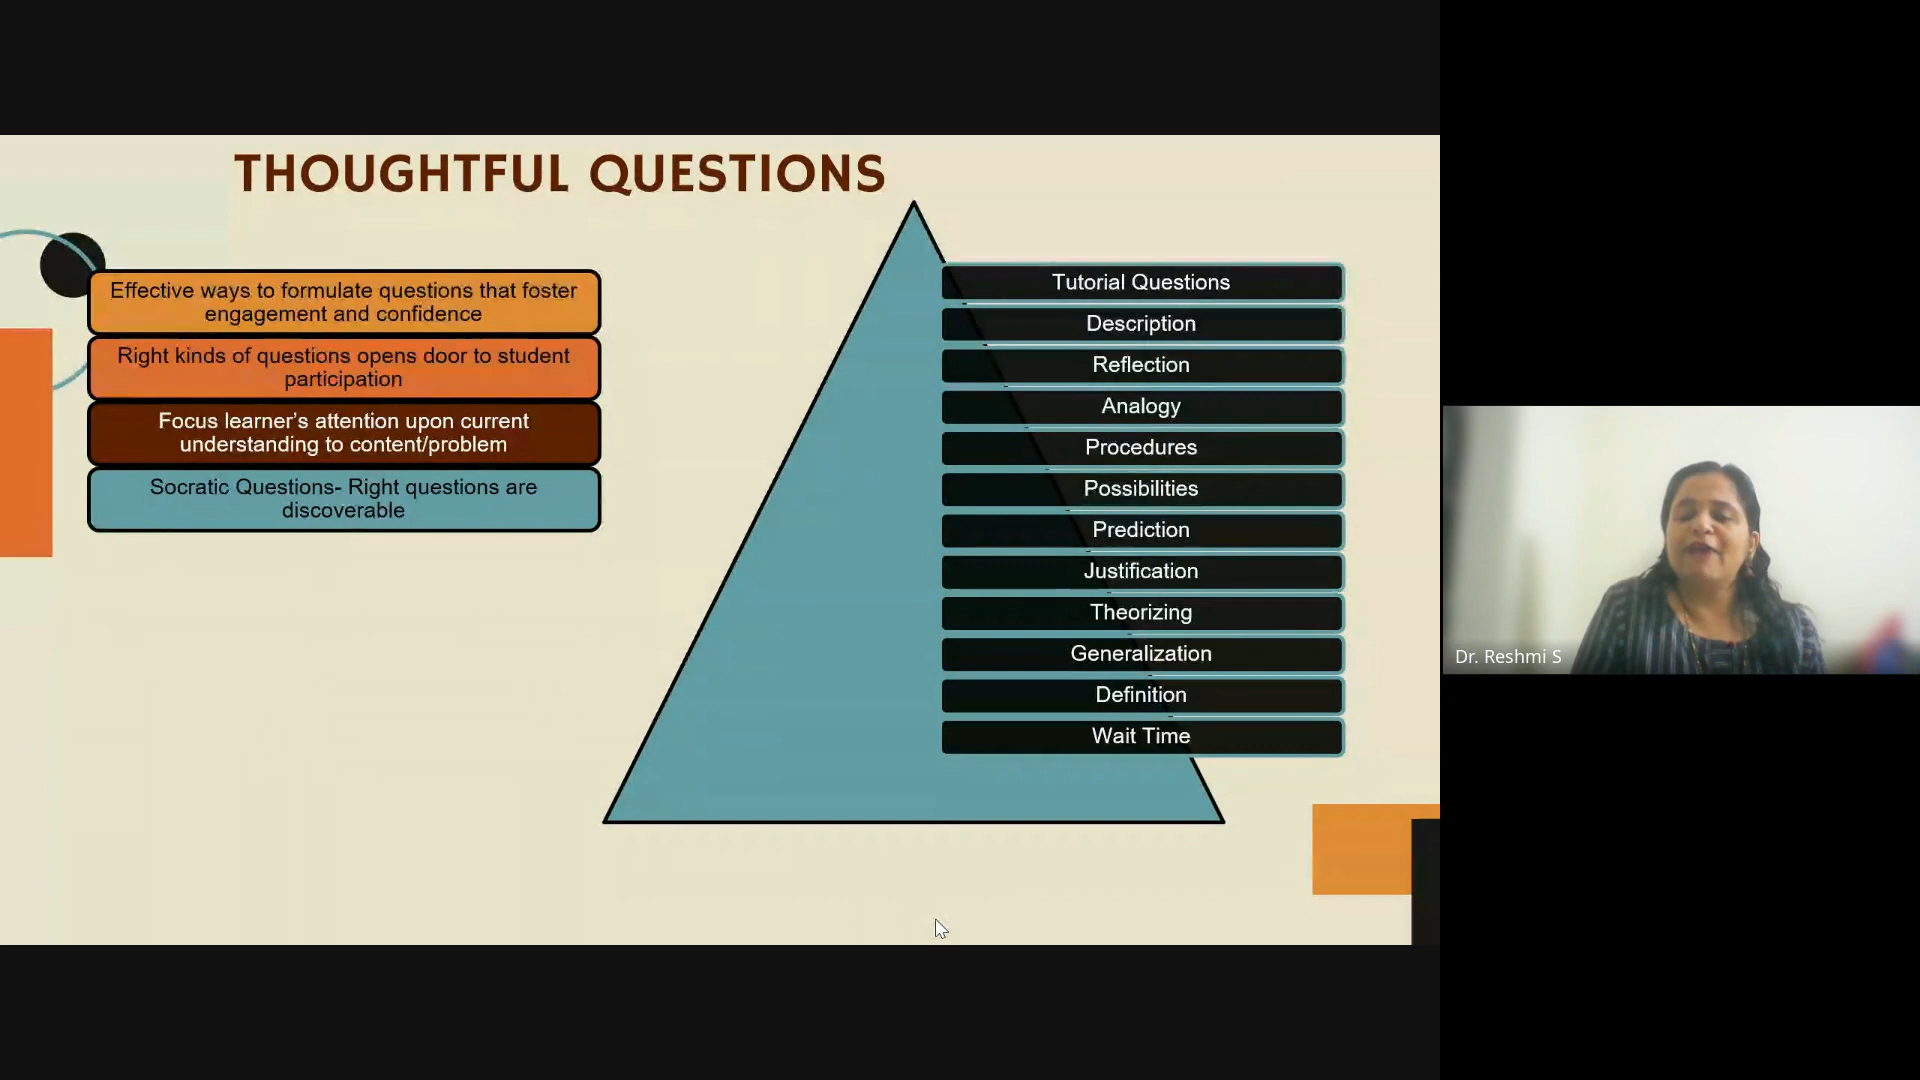 THOUGHTFUL QUESTIONS
Effective ways to formulate questions that foster
engagement and confidence
Right kinds of questions opens door to student
participation
Focus learner’s attention upon current
understanding to content/problem
Socratic Questions- Right questions are
discoverable
Tutorial Questions
Description
Reflection
Analogy
Procedures
Possibilities
Prediction
Justification
Theorizing
Generalization
Definition
Wait Time
Dr. Reshmi S